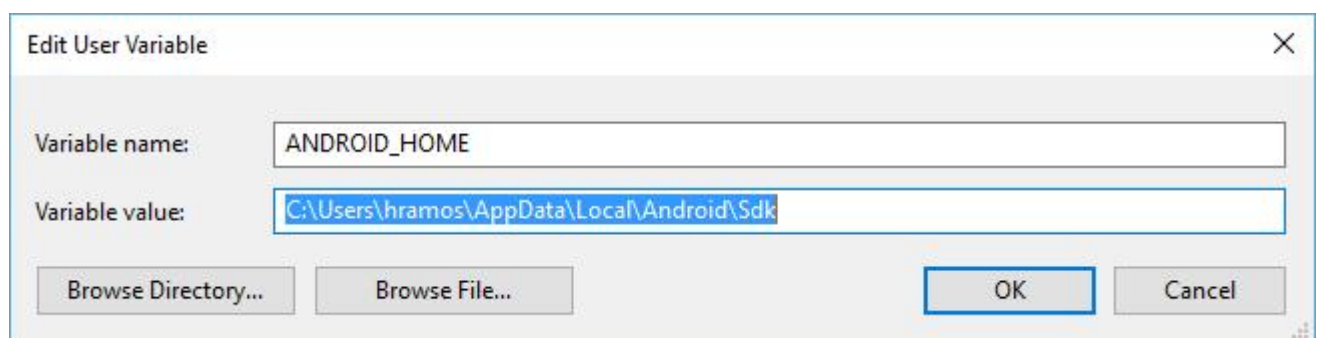 Edit User Variable
Variable name: ANDROID_HOME
Variable value: C:\Users\hramos\AppData\Local\Android\Sdk
Browse Directory... Browse File... OK Cancel